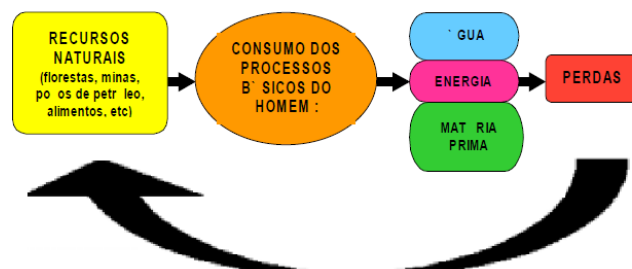 RECURSOS
NATURAIS
(florestas, minas,
po os de petr leo,
alimentos, etc)
CONSUMO DOS
PROCESSOS
B` SICOS DO
HOMEM :
` GUA
ENERGIA
MAT RIA
PRIMA
PERDAS